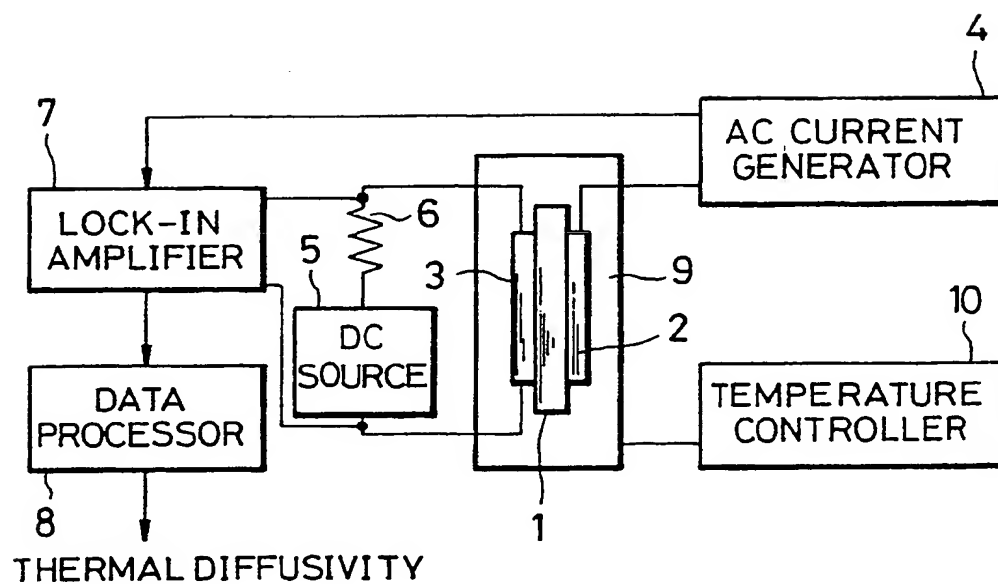 4
7
AC CURRENT
GENERATOR
LOCK-IN
AMPLIFIER
6
5
3
9
DC
SOURCE
2
10
DATA
PROCESSOR
TEMPERATURE
CONTROLLER
8
1
THERMAL DIFFUSIVITY